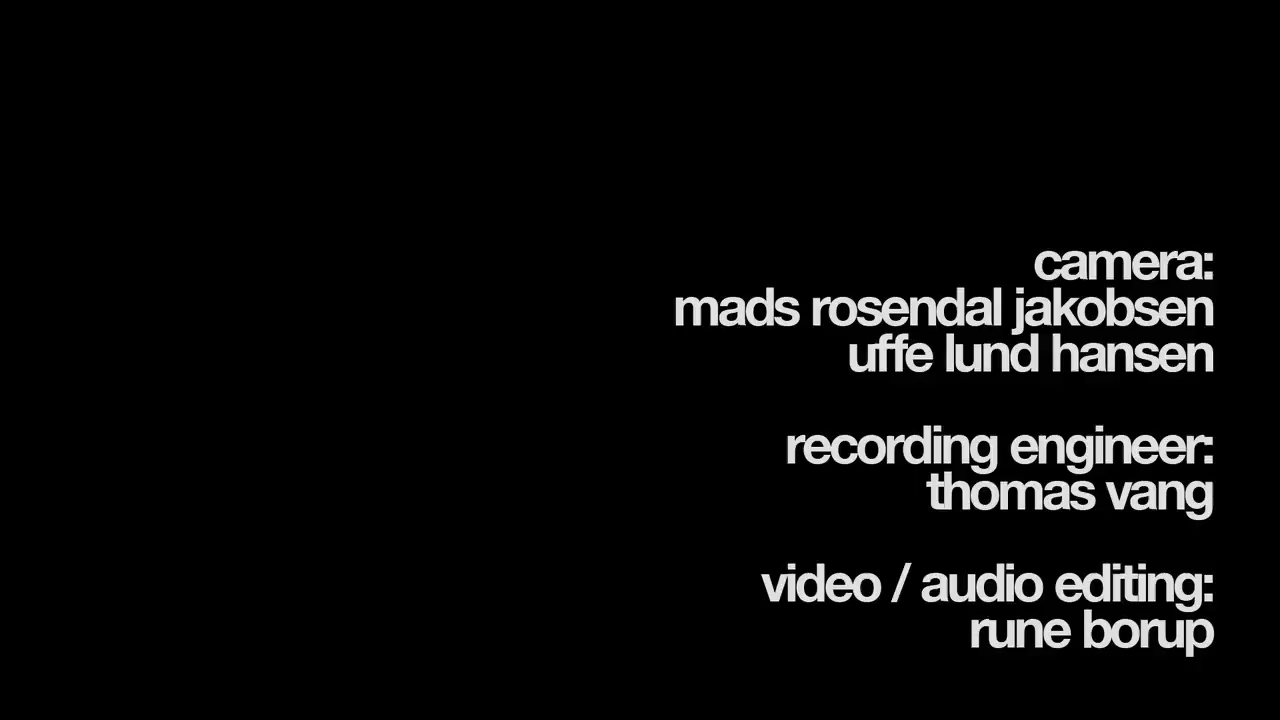 camera:
mads rosendal jakobsen
uffe lund hansen
recording engineer:
thomas vang
video / audio editing:
rune borup